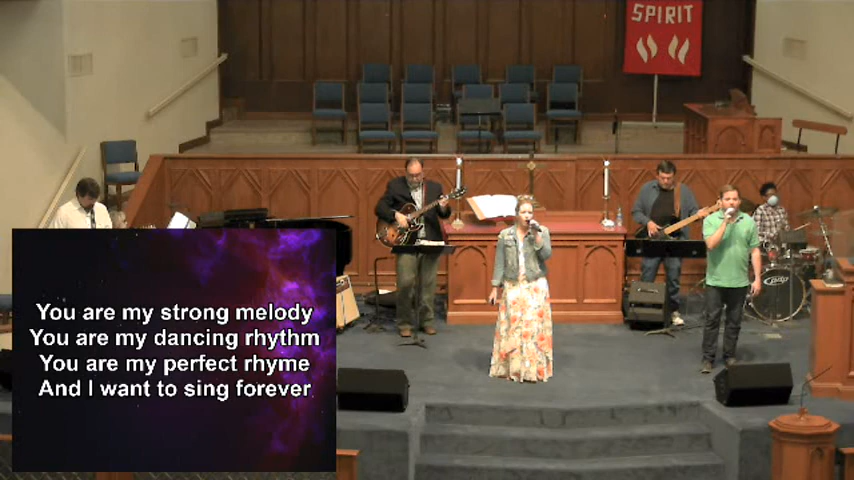 SPIRIT
You are my strong melody
You are my dancing rhythm
You are my perfect rhyme
And I want to sing forever